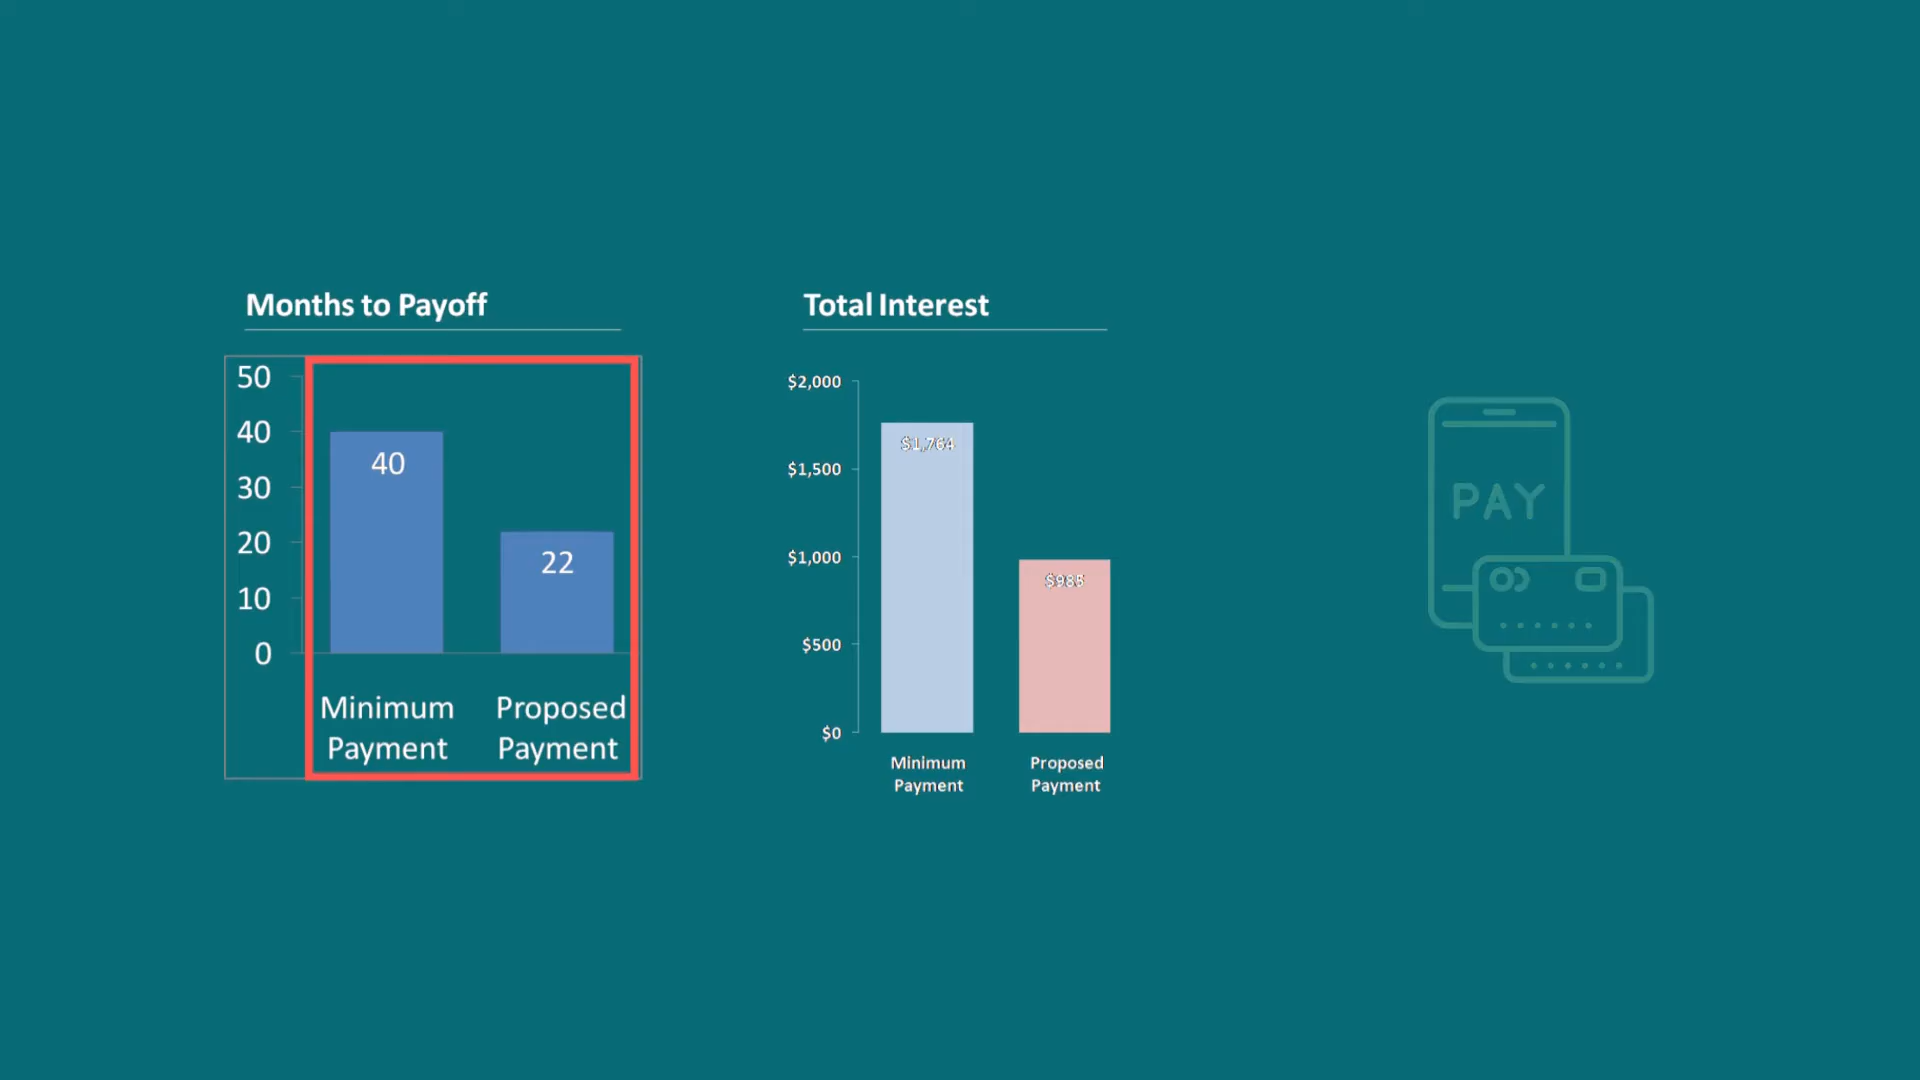 Months to Payoff
50
40
30
20
10
0
40
22
Minimum Payment
Proposed Payment
Total Interest
$2,000
$1,500
$1,000
$500
$0
$1,764
$985
Minimum Payment
Proposed Payment
PAY